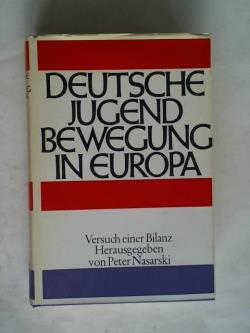 DEUTSCHE
JUGEND
BEWEGUNG
IN EUROPA
Versuch einer Bilanz
Herausgegeben
von Peter Nasarski